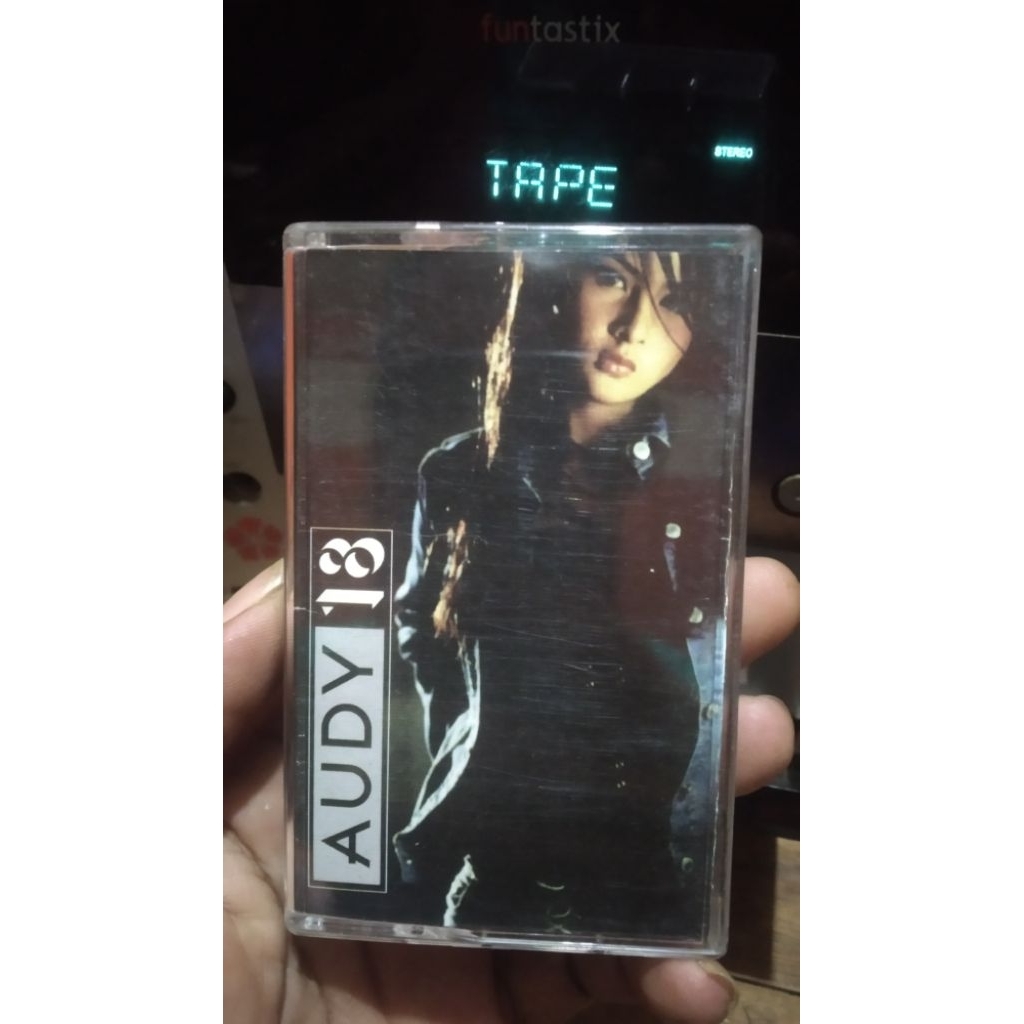 funtastix
STEREO
TAPE
AUDY 18